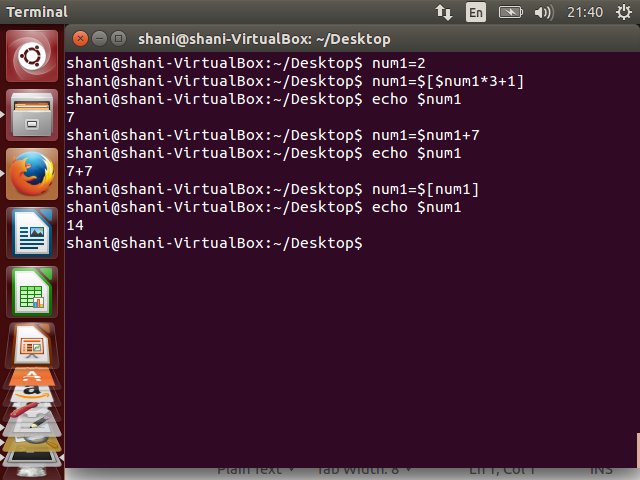 Terminal
En
21:40
shani@shani-VirtualBox: ~/Desktop
shani@shani-VirtualBox:~/Desktop$ num1=2
shani@shani-VirtualBox:~/Desktop$ num1=$[$num1*3+1]
shani@shani-VirtualBox:~/Desktop$ echo $num1
7
shani@shani-VirtualBox:~/Desktop$ num1=$num1+7
shani@shani-VirtualBox:~/Desktop$ echo $num1
7+7
shani@shani-VirtualBox:~/Desktop$ num1=$[num1]
shani@shani-VirtualBox:~/Desktop$ echo $num1
14
shani@shani-VirtualBox:~/Desktop$
Plain Text Tab Width: 8 Ln 1, Col 1 INS